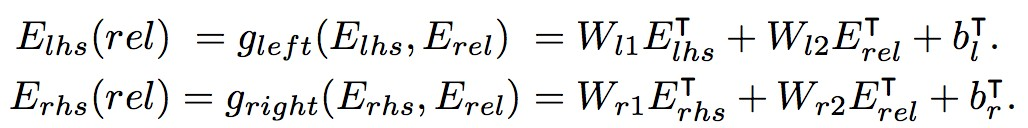 E_{lhs}(rel) = g_{left}(E_{lhs}, E_{rel}) = W_{l1}E_{lhs}^⊤ + W_{l2}E_{rel}^⊤ + b_l^⊤.
E_{rhs}(rel) = g_{right}(E_{rhs}, E_{rel}) = W_{r1}E_{rhs}^⊤ + W_{r2}E_{rel}^⊤ + b_r^⊤.